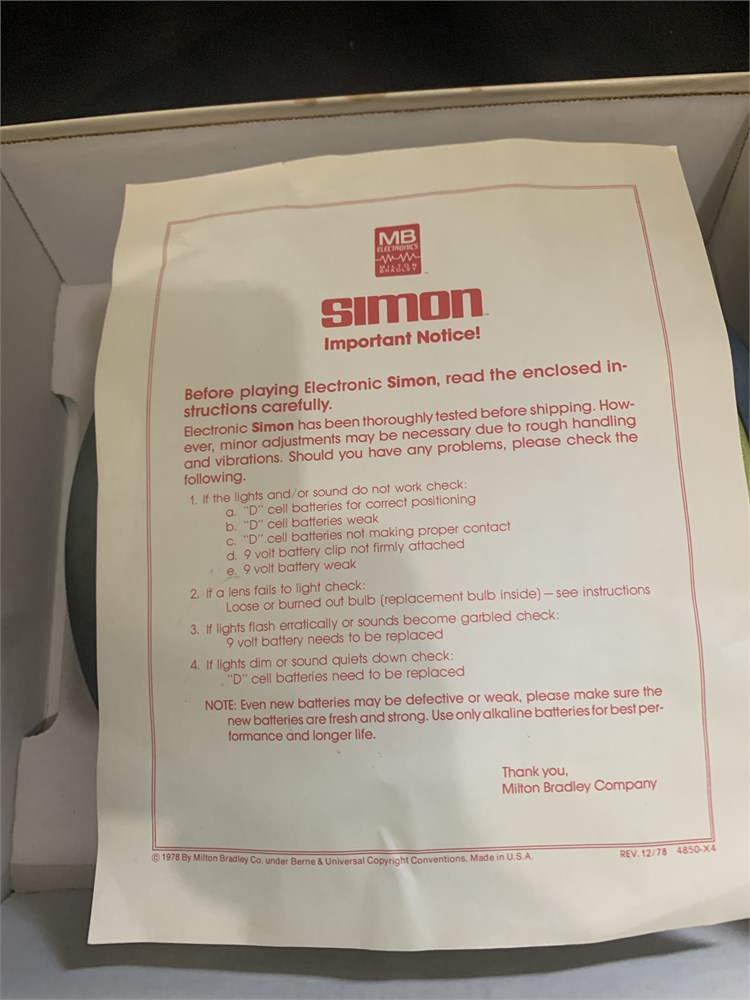 MB
ELECTRONICS
MILTON
BRADLEY
simon™
Important Notice!
Before playing Electronic Simon, read the enclosed in-
structions carefully.
Electronic Simon has been thoroughly tested before shipping. How-
ever, minor adjustments may be necessary due to rough handling
and vibrations. Should you have any problems, please check the
following.
1. If the lights and/or sound do not work check:
a. "D" cell batteries for correct positioning
b. "D" cell batteries weak
c. "D" cell batteries not making proper contact
d. 9 volt battery clip not firmly attached
e. 9 volt battery weak
2. If a lens fails to light check:
Loose or burned out bulb (replacement bulb inside) – see instructions
3. If lights flash erratically or sounds become garbled check:
9 volt battery needs to be replaced
4. If lights dim or sound quiets down check:
"D" cell batteries need to be replaced
NOTE: Even new batteries may be defective or weak, please make sure the
new batteries are fresh and strong. Use only alkaline batteries for best per-
formance and longer life.
Thank you,
Milton Bradley Company
© 1978 By Milton Bradley Co. under Berne & Universal Copyright Conventions. Made in U.S.A.
REV. 12/78 4850-X4